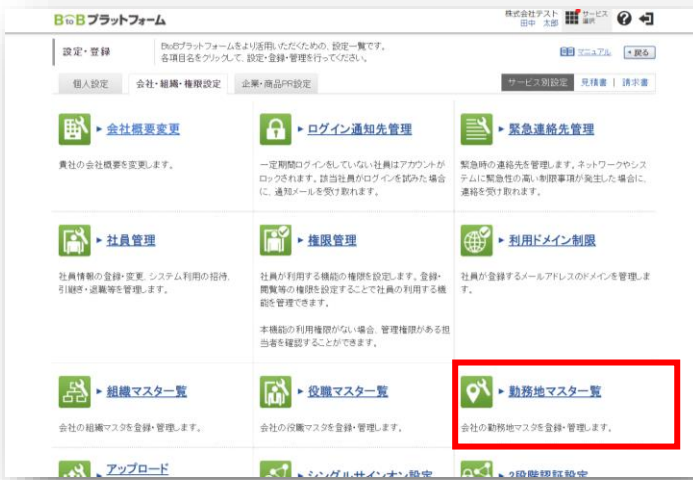 BtoBプラットフォーム
株式会社テスト
田中 太郎
サービス
選択
設定・登録
BtoBプラットフォームをより活用いただくための、設定一覧です。
各項目名をクリックして、設定・登録・管理を行ってください。
マニュアル
戻る
個人設定
会社・組織・権限設定
企業・商品PR設定
サービス別設定
見積書 | 請求書
会社概要変更
貴社の会社概要を変更します。
ログイン通知先管理
一定期間ログインをしていない社員はアカウントが
ロックされます。該当社員がログインを試みた場合
に、通知メールを受け取れます。
緊急連絡先管理
緊急時の連絡先を管理します。ネットワークやシス
テムに緊急性の高い制限事項が発生した場合に、
連絡を受け取れます。
社員管理
社員情報の登録・変更、システム利用の招待、
引継ぎ・退職等を管理します。
権限管理
社員が利用する機能の権限を設定します。登録・
閲覧等の権限を設定することで社員の利用する機
能を管理できます。
本機能の利用権限がない場合、管理権限がある担
当者を確認することができます。
利用ドメイン制限
社員が登録するメールアドレスのドメインを管理しま
す。
組織マスタ一覧
会社の組織マスタを登録・管理します。
役職マスタ一覧
会社の役職マスタを登録・管理します。
勤務地マスタ一覧
会社の勤務地マスタを登録・管理します。
アップロード
シングルサインオン設定
2段階認証設定